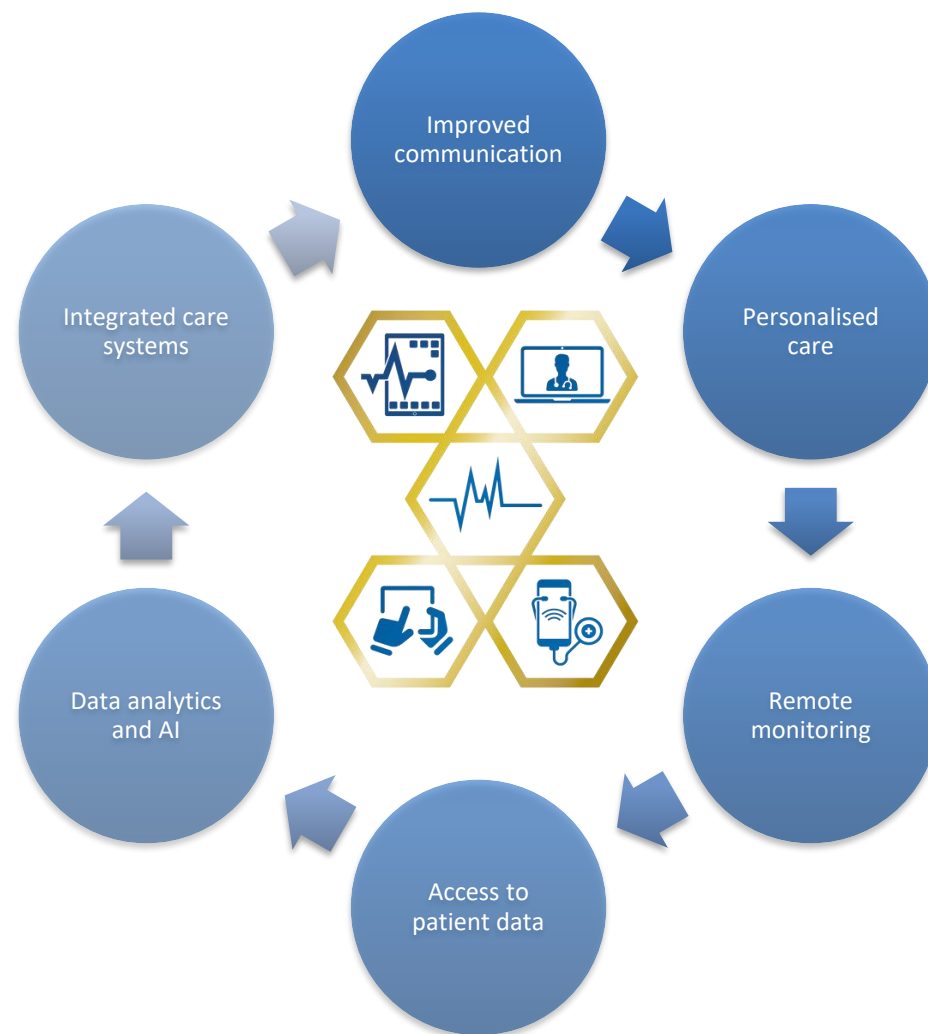 Improved
communication
Personalised
care
Remote
monitoring
Access to
patient data
Data analytics
and AI
Integrated care
systems